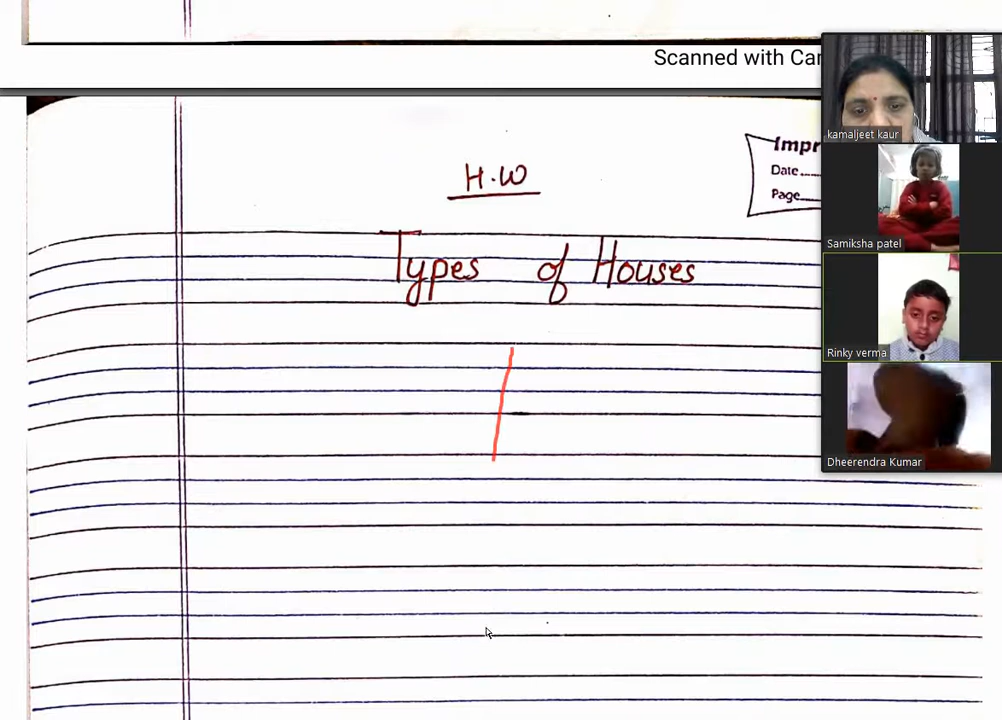 Scanned with Ca
kamaljeet kaur
H.W
Impr
Date.....
Page.....
Types of Houses
Samiksha patel
Rinky verma
Dheerendra Kumar